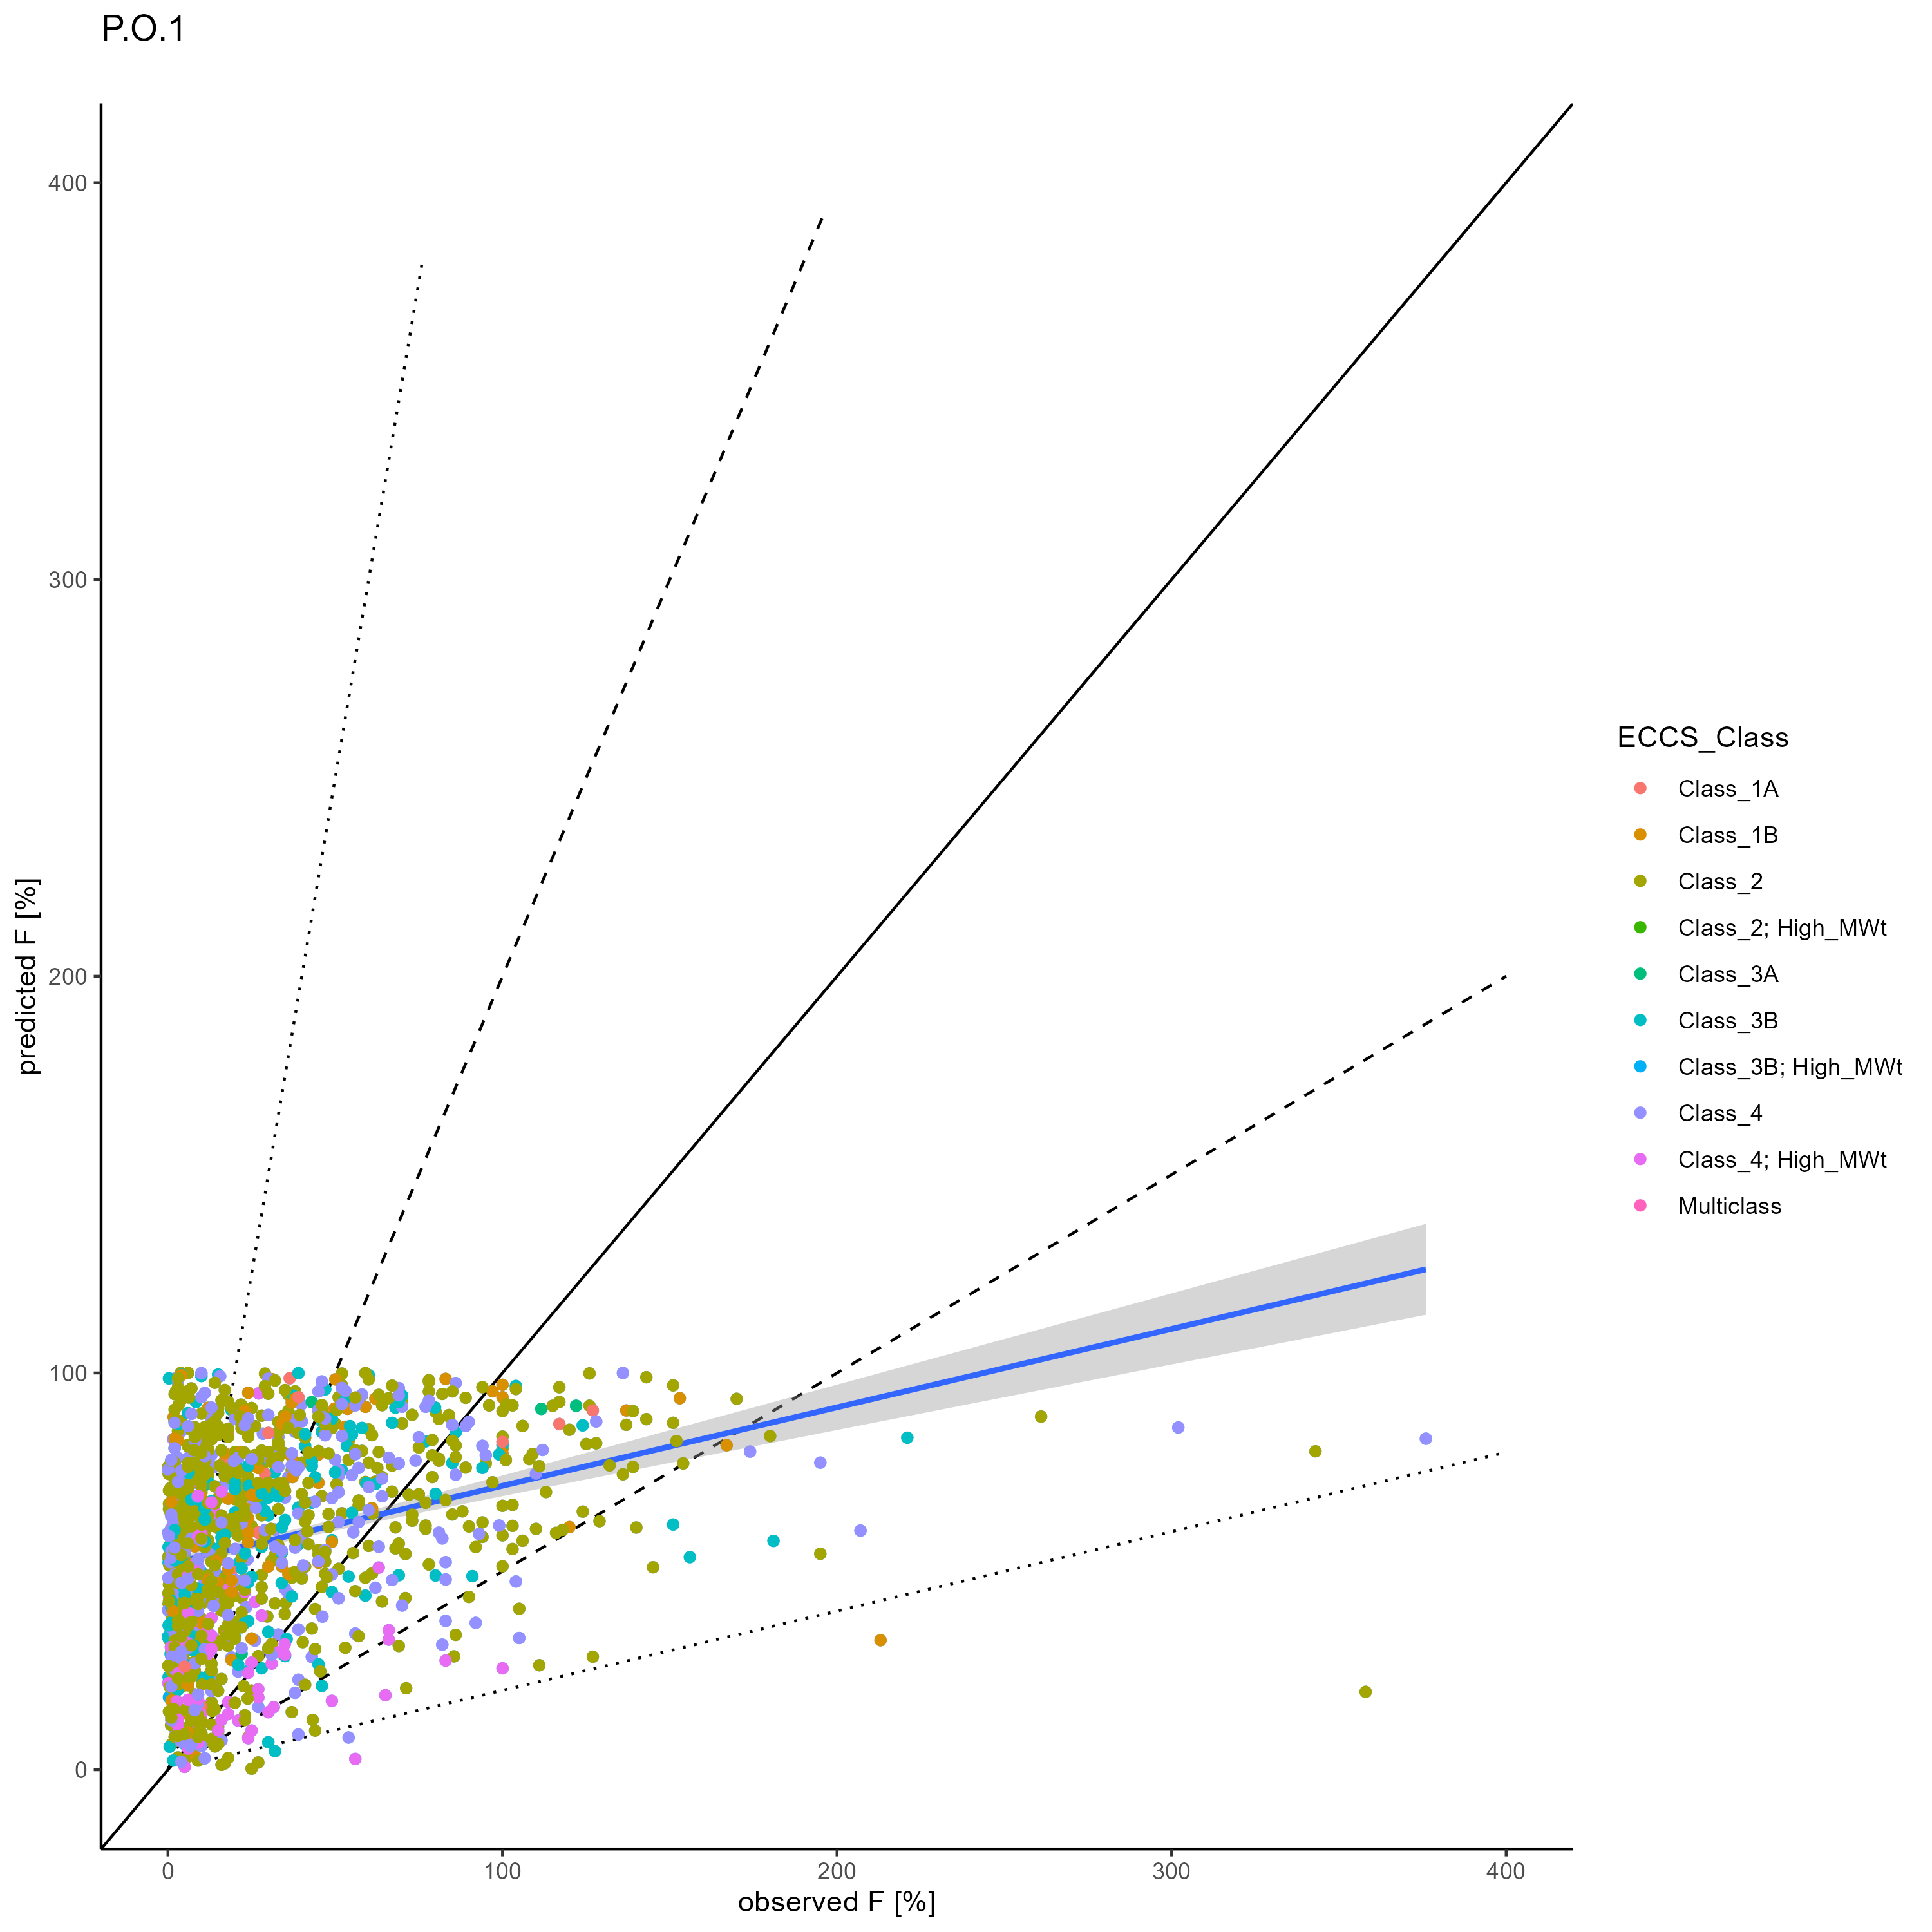 P.O.1
400
300
200
100
0
predicted F [%]
0
100
200
300
400
observed F [%]
ECCS_Class
Class_1A
Class_1B
Class_2
Class_2; High_MWt
Class_3A
Class_3B
Class_3B; High_MWt
Class_4
Class_4; High_MWt
Multiclass